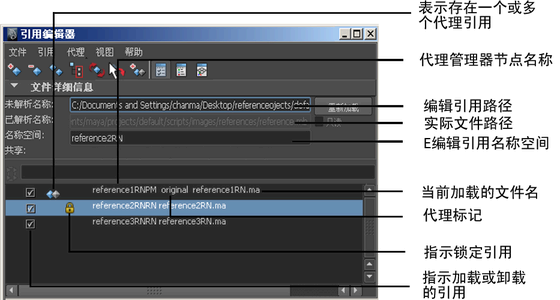 引用编辑器
文件 引用 代理 视图 帮助
文件详细信息
未解析名称: C:/Documents and Settings/chanma/Desktop/referenceojects/defa 重新加载
已解析名称: nts/maya/projects/default/scripts/images/references/reference
名称空间: reference2RN
共享:
reference1RNPM original reference1RN.ma
reference2RNRN reference2RN.ma
reference3RNRN reference3RN.ma
表示存在一个或多
个代理引用
代理管理器节点名称
编辑引用路径
实际文件路径
E编辑引用名称空间
当前加载的文件名
代理标记
指示锁定引用
指示加载或卸载
的引用